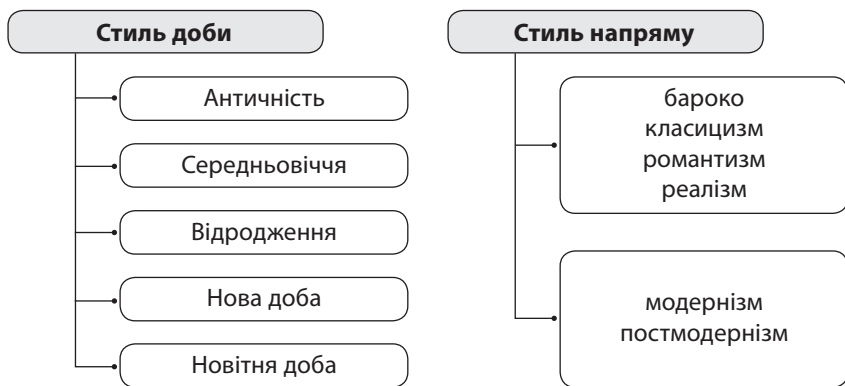 Стиль доби
Античність
Середньовіччя
Відродження
Нова доба
Новітня доба
Стиль напряму
бароко
класицизм
романтизм
реалізм
модернізм
постмодернізм